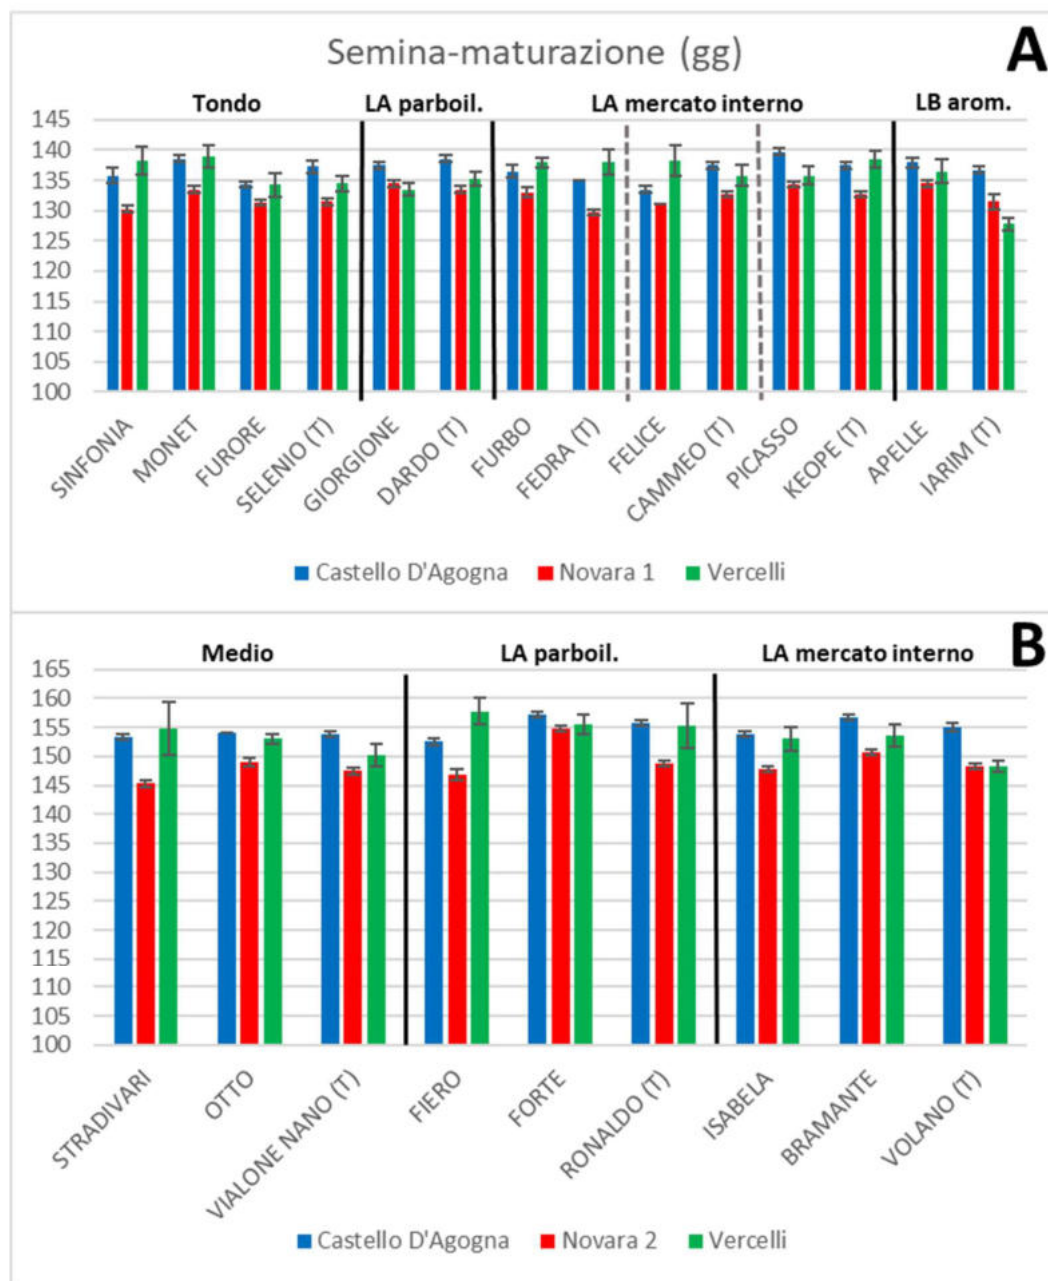 Semina-maturazione (gg)
A
Tondo LA parboil. LA mercato interno LB arom.
145
140
135
130
125
120
115
110
105
100
SINFONIA
MONET
FURORE
SELENIO (T)
GIORGIONE
DARDO (T)
FURBO
FEDRA (T)
FELICE
CAMMEO (T)
PICASSO
KEOPE (T)
APELLE
IARIM (T)
Castello D'Agogna Novara 1 Vercelli
B
Medio LA parboil. LA mercato interno
165
160
155
150
145
140
135
130
125
120
115
110
105
100
STRADIVARI
OTTO
VIALONE NANO (T)
FIERO
FORTE
RONALDO (T)
ISABELA
BRAMANTE
VOLANO (T)
Castello D'Agogna Novara 2 Vercelli